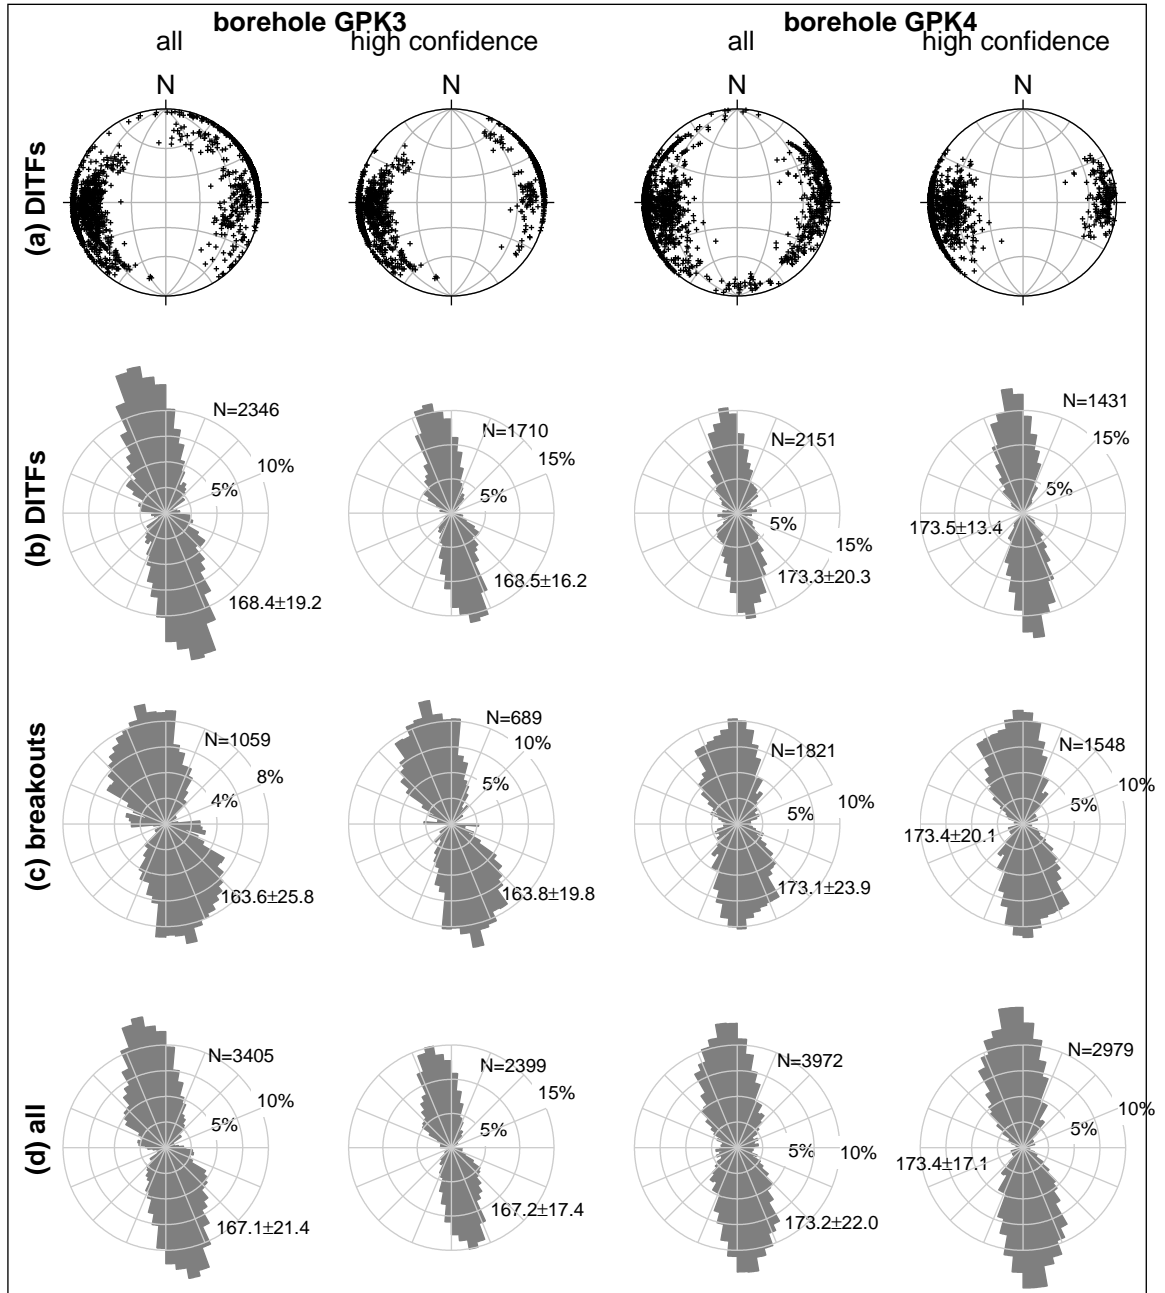 borehole GPK3 borehole GPK4
all high confidence all high confidence
N N N N
(a) DITFs
(b) DITFs
N=2346
10%
5%
168.4±19.2
N=1710
15%
5%
168.5±16.2
N=2151
5%
15%
173.3±20.3
N=1431
15%
5%
173.5±13.4
(c) breakouts
N=1059
8%
4%
163.6±25.8
N=689
10%
5%
163.8±19.8
N=1821
10%
5%
173.1±23.9
N=1548
10%
5%
173.4±20.1
(d) all
N=3405
10%
5%
167.1±21.4
N=2399
15%
5%
167.2±17.4
N=3972
5%
10%
173.2±22.0
N=2979
10%
5%
173.4±17.1